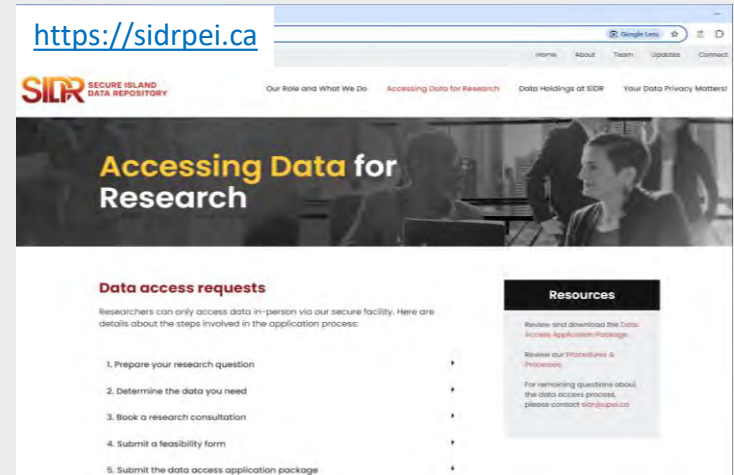 https://sidrpei.ca
Google Lens
Home About Team Updates Connect
SIDR SECURE ISLAND
DATA REPOSITORY
Our Role and What We Do Accessing Data for Research Data Holdings at SIDR Your Data Privacy Matters!
Accessing Data for
Research
Data access requests
Researchers can only access data in-person via our secure facility. Here are
details about the steps involved in the application process:
1. Prepare your research question
2. Determine the data you need
3. Book a research consultation
4. Submit a feasibility form
5. Submit the data access application package
Resources
Review and download the Data
Access Application Package.
Review our Procedures &
Processes.
For remaining questions about
the data access process,
please contact sidr@upei.ca